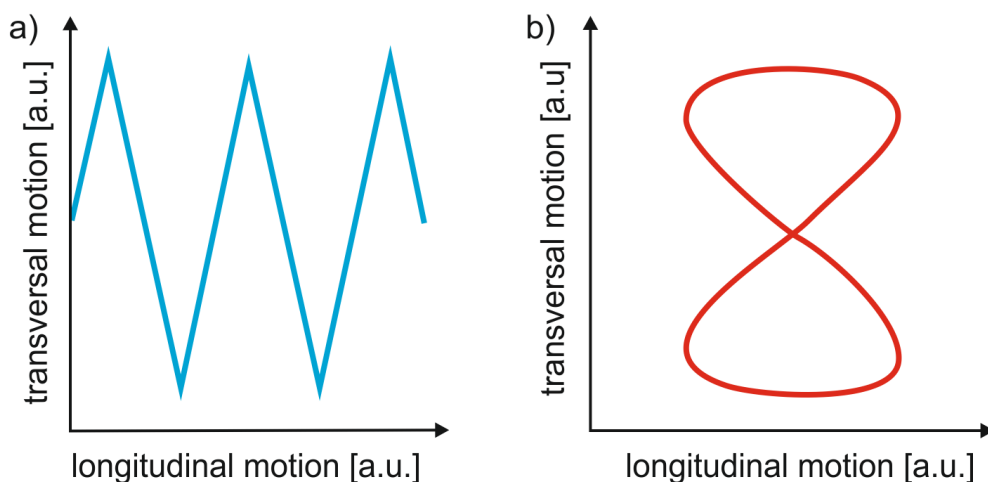 a)
transversal motion [a.u.]
longitudinal motion [a.u.]
b)
transversal motion [a.u]
longitudinal motion [a.u.]